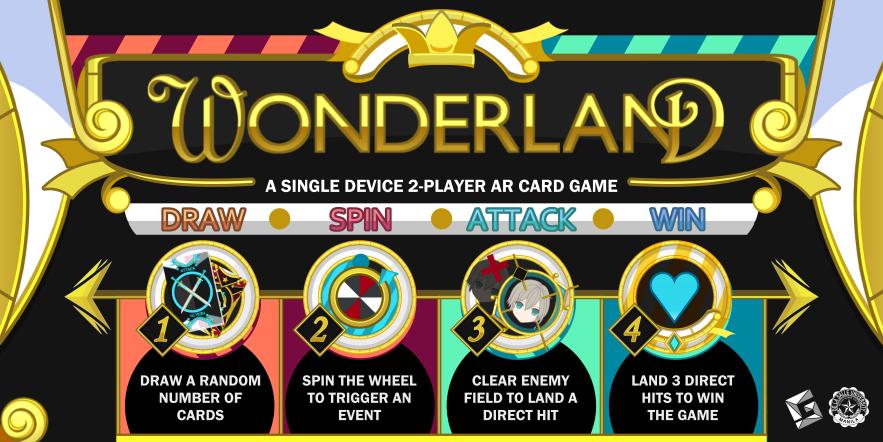 WONDERLAND
A SINGLE DEVICE 2-PLAYER AR CARD GAME
DRAW SPIN ATTACK WIN
ATTACK
1
2
3
4
DRAW A RANDOM
NUMBER OF
CARDS
SPIN THE WHEEL
TO TRIGGER AN
EVENT
CLEAR ENEMY
FIELD TO LAND A
DIRECT HIT
LAND 3 DIRECT
HITS TO WIN
THE GAME
MANILA